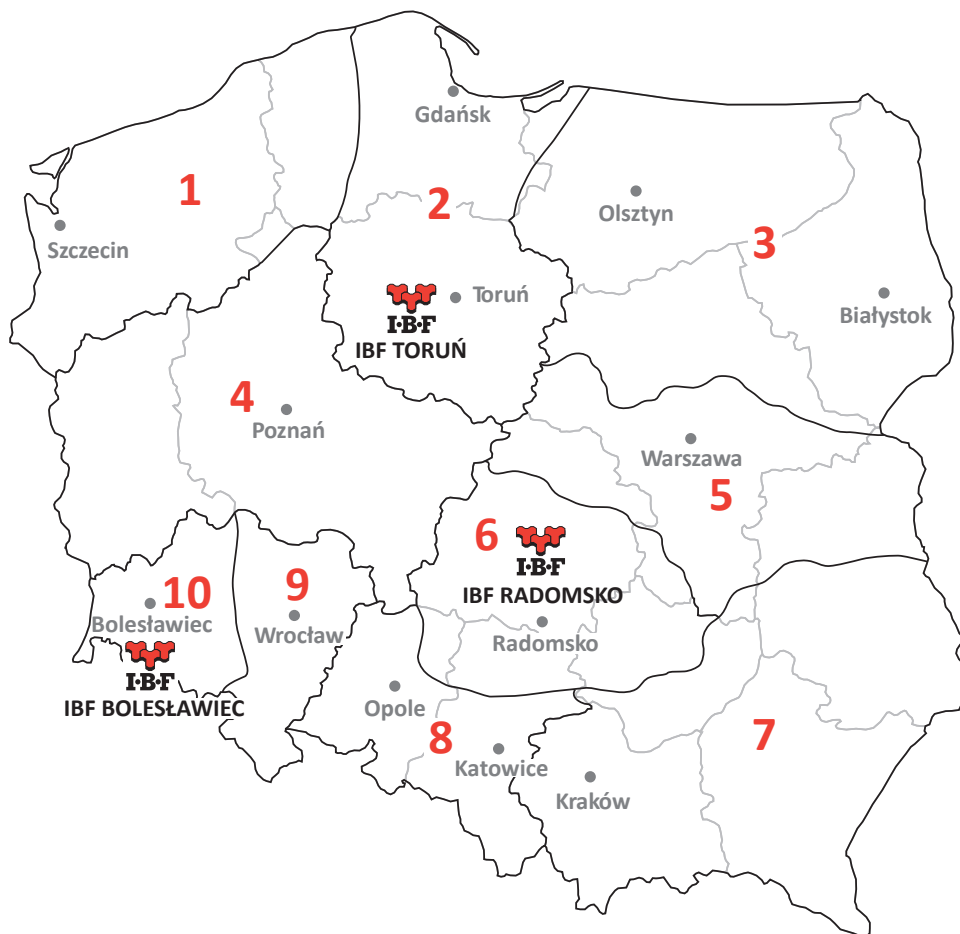 Gdańsk
1
2
Olsztyn
Szczecin
3
Toruń
I·B·F
IBF TORUŃ
Białystok
4
Poznań
Warszawa
5
6
I·B·F
IBF RADOMSKO
10
9
Bolesławiec
Wrocław
Radomsko
I·B·F
IBF BOLESŁAWIEC
Opole
8
7
Katowice
Kraków